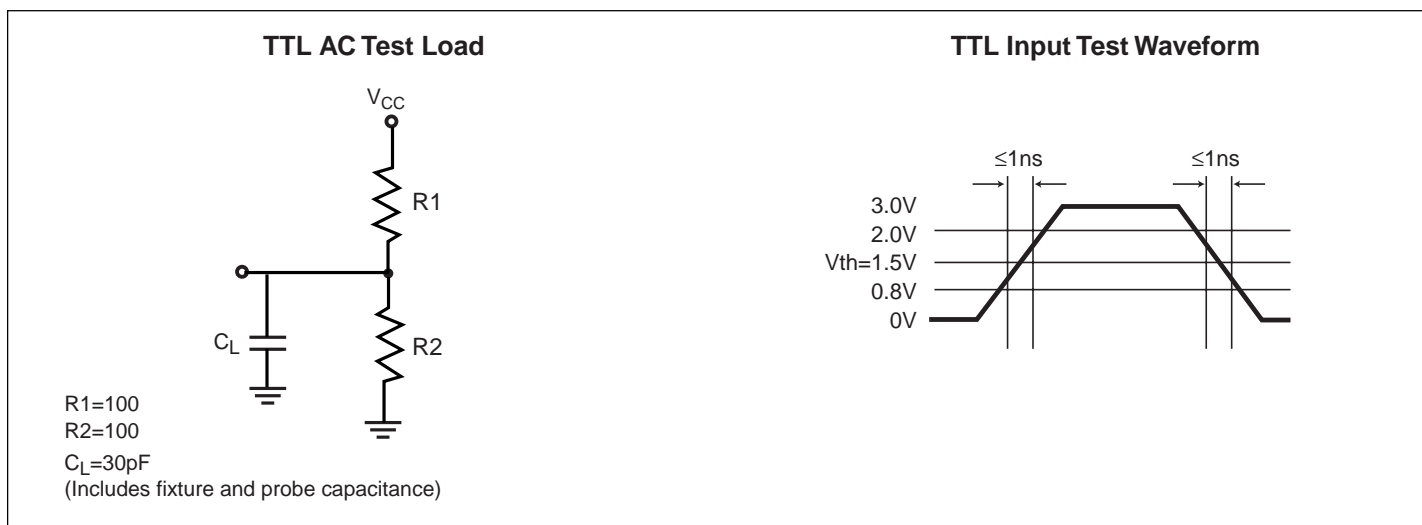 TTL AC Test Load
VCC
R1
CL
R2
R1=100
R2=100
CL=30pF
(Includes fixture and probe capacitance)
TTL Input Test Waveform
≤1ns
≤1ns
3.0V
2.0V
Vth=1.5V
0.8V
0V